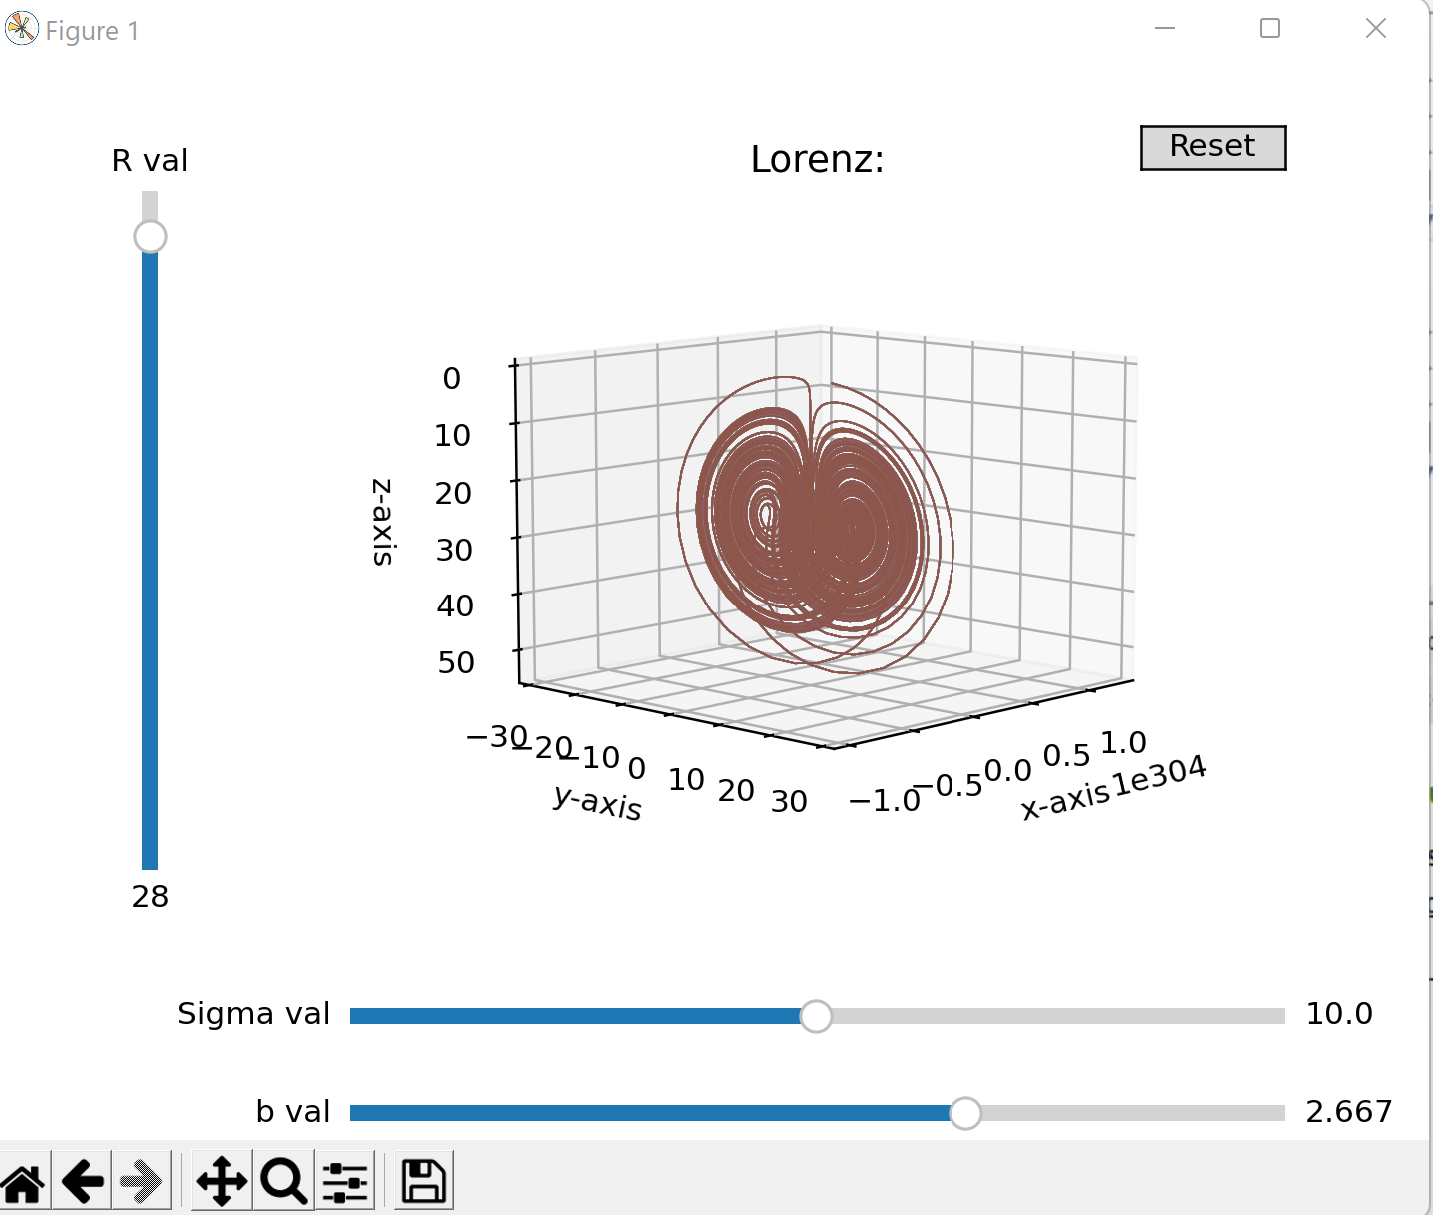 Figure 1
R val
Lorenz:
Reset
0
10
20
30
40
50
z-axis
−30
−20
−10
0
10
20
30
y-axis
−1.0
−0.5
0.0
0.5
1.0
x-axis
1e304
28
Sigma val
10.0
b val
2.667